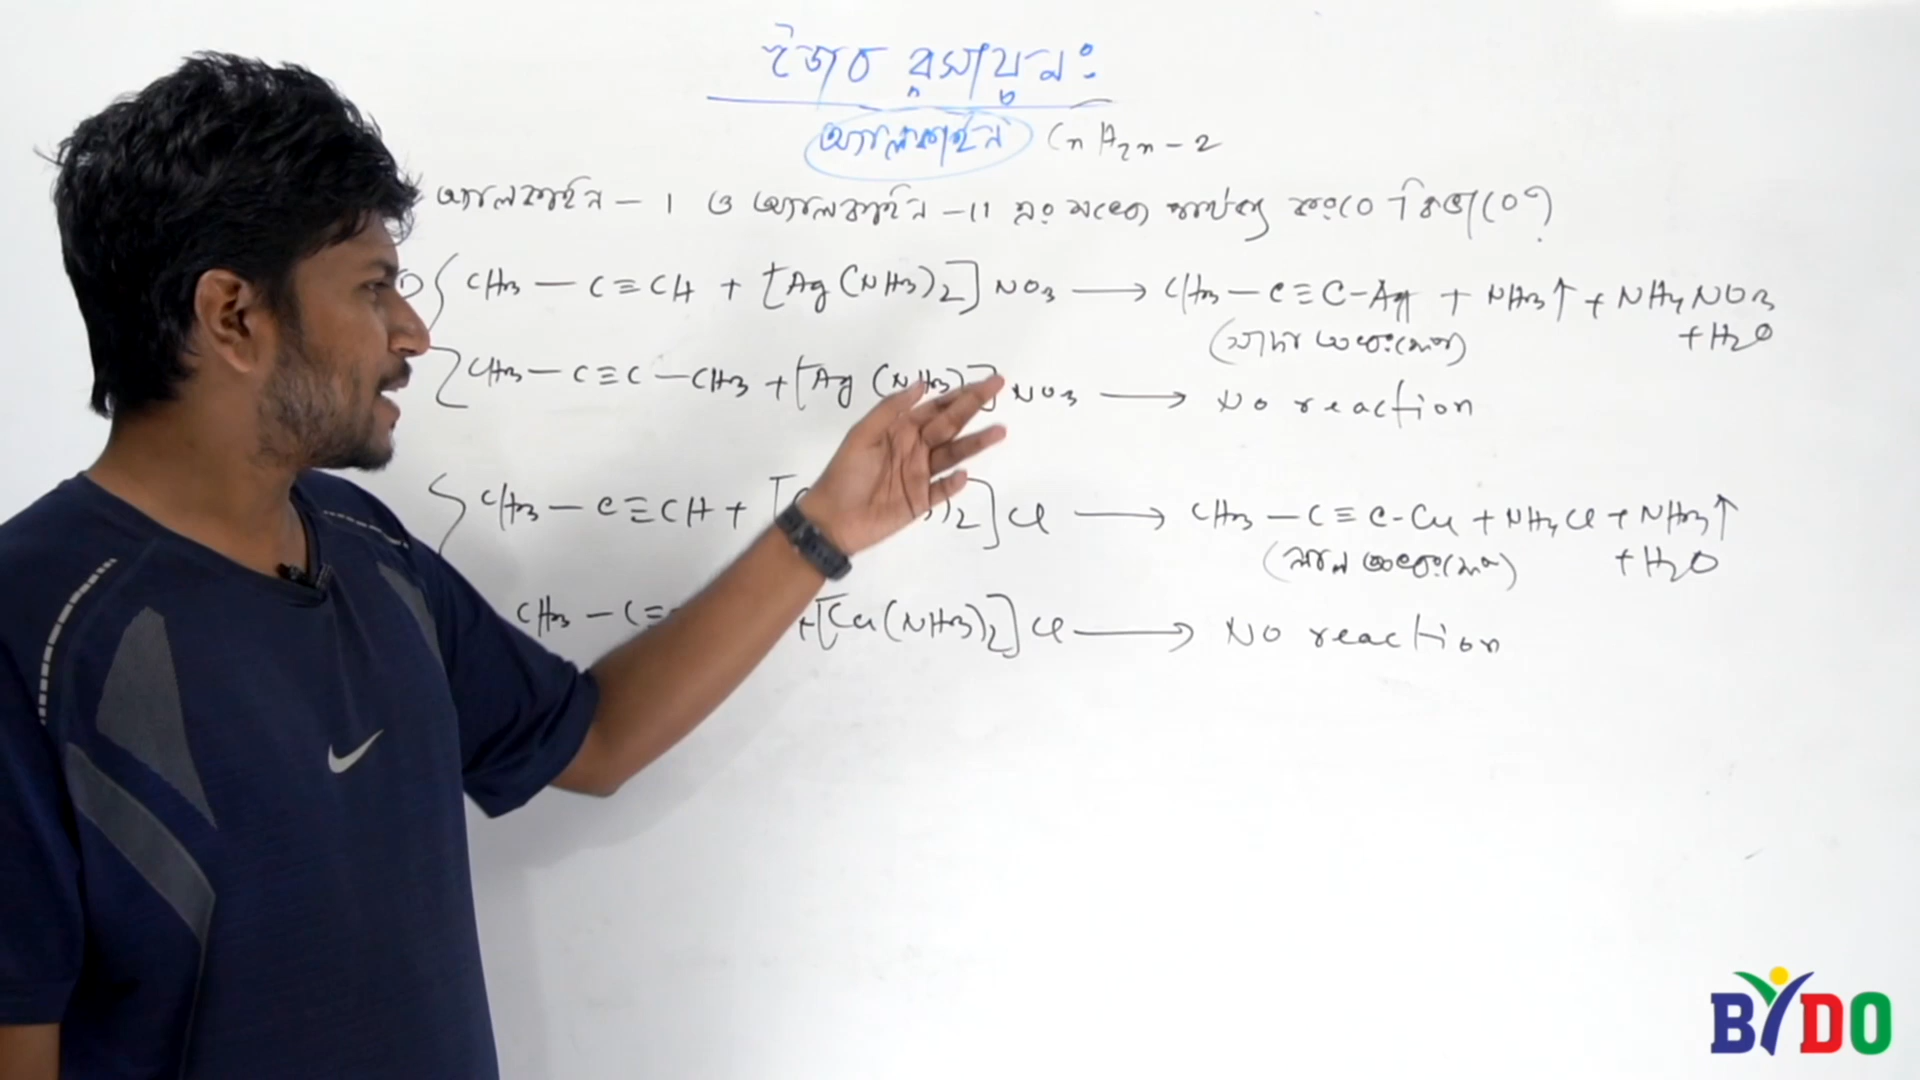 জৈব রসায়ন ঃ
অ্যালকাইন CnH2n-2
অ্যালকাইন - 1 ও অ্যালকাইন -11 এর মধ্যে পার্থক্য করবে কিভাবে?
CH3 — C≡CH + [Ag(NH3)2] NO3 → CH3 — C≡C-Ag + NH3↑ + NH4NO3
(সাদা অধঃক্ষেপ) + H2O
CH3 — C≡C — CH3 + [Ag(NH3)2] NO3 → No reaction
CH3 — C≡CH + [ )2]Cl → CH3 — C≡C-Cu + NH4Cl + NH3↑
(লাল অধঃক্ষেপ) + H2O
CH3 — C≡ + [Cu(NH3)2]Cl → No reaction
BYDO